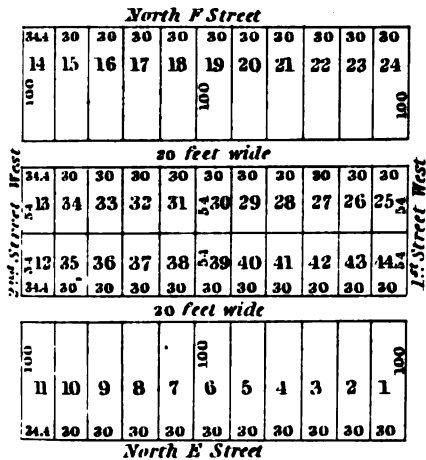 North F Street
34.4 30 30 30 30 30 30 30 30 30 30
14 15 16 17 18 19 20 21 22 23 24
100 100 100
20 feet wide
34.4 30 30 30 30 30 30 30 30 30 30
54 13 34 33 32 31 54 30 29 28 27 26 25 54
2nd Street West
1st Street West
54 12 35 36 37 38 54 39 40 41 42 43 44 54
34.4 30 30 30 30 30 30 30 30 30 30
20 feet wide
100 100 100
11 10 9 8 7 6 5 4 3 2 1
34.4 30 30 30 30 30 30 30 30 30 30
North E Street